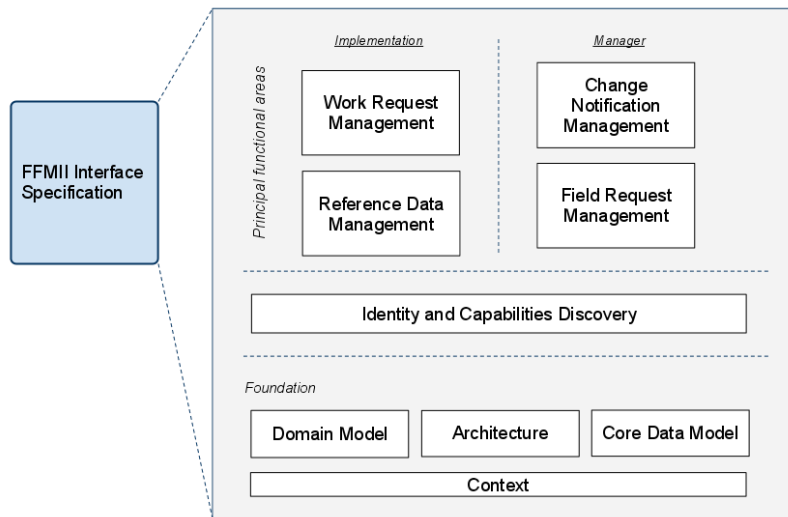 FFMII Interface
Specification
Implementation
Manager
Principal functional areas
Work Request
Management
Change
Notification
Management
Reference Data
Management
Field Request
Management
Identity and Capabilities Discovery
Foundation
Domain Model
Architecture
Core Data Model
Context